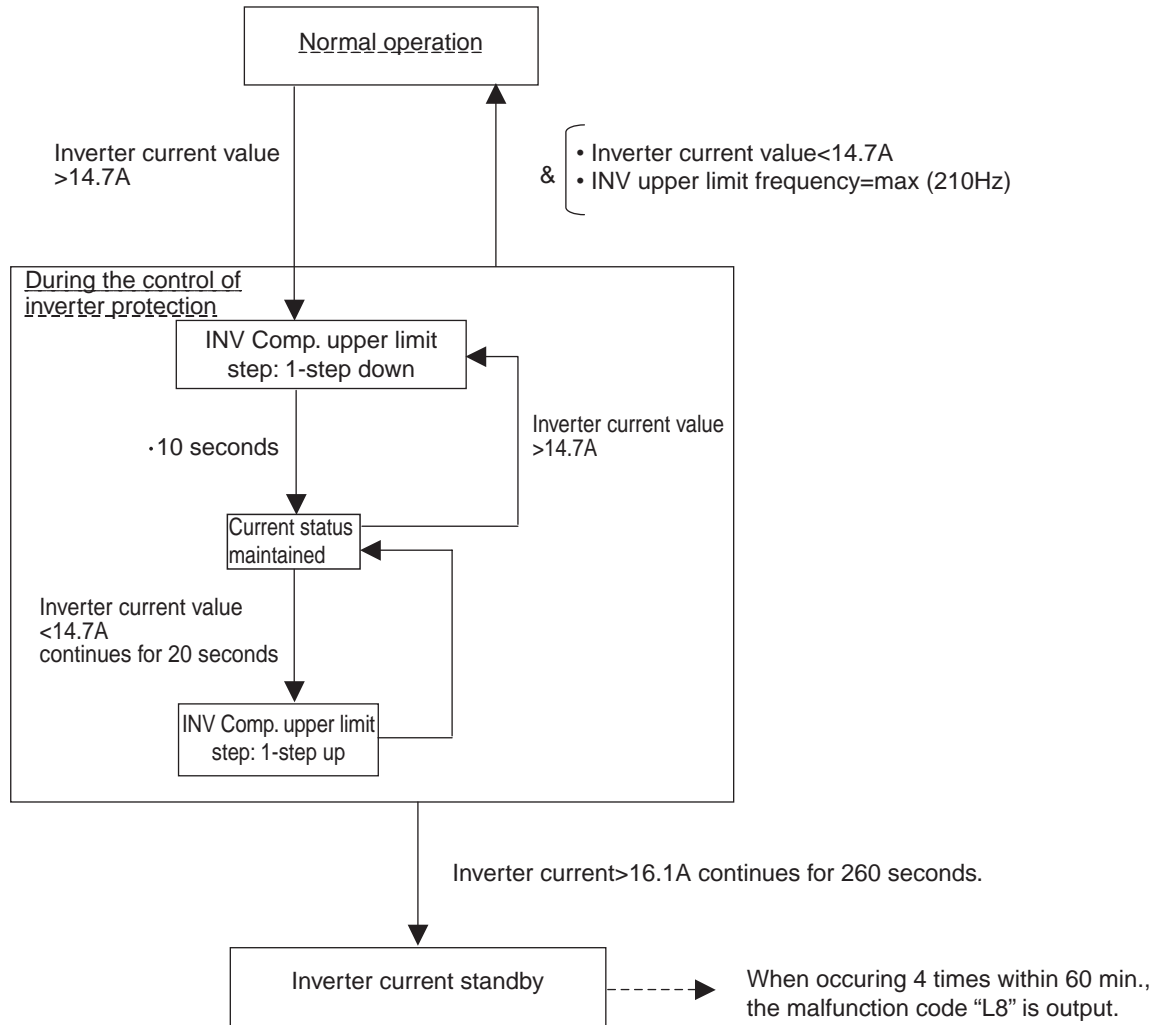 Normal operation
Inverter current value
>14.7A
&
• Inverter current value<14.7A
• INV upper limit frequency=max (210Hz)
During the control of
inverter protection
INV Comp. upper limit
step: 1-step down
·10 seconds
Inverter current value
>14.7A
Current status
maintained
Inverter current value
<14.7A
continues for 20 seconds
INV Comp. upper limit
step: 1-step up
Inverter current>16.1A continues for 260 seconds.
Inverter current standby
When occuring 4 times within 60 min.,
the malfunction code “L8” is output.